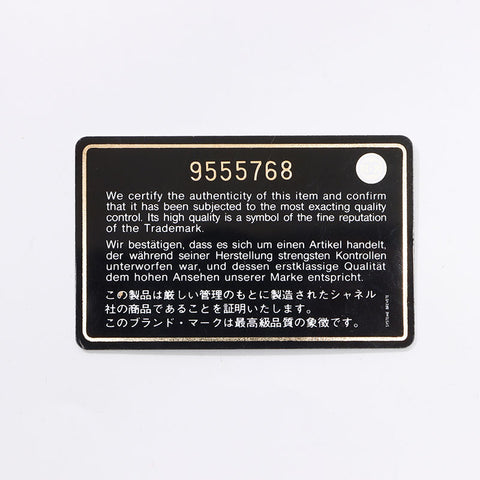 9555768
We certify the authenticity of this item and confirm
that it has been subjected to the most exacting quality
control. Its high quality is a symbol of the fine reputation
of the Trademark.
Wir bestätigen, dass es sich um einen Artikel handelt,
der während seiner Herstellung strengsten Kontrollen
unterworfen war, und dessen erstklassige Qualität
dem hohen Ansehen unserer Marke entspricht.
この製品は厳しい管理のもとに製造されたシャネル
社の商品であることを証明いたします。
このブランド・マークは最高級品質の象徴です。